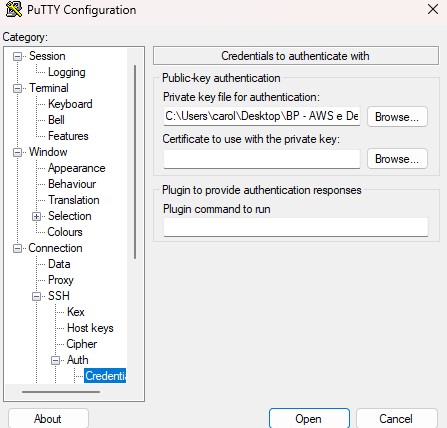 PuTTY Configuration
Category:
Session
Logging
Terminal
Keyboard
Bell
Features
Window
Appearance
Behaviour
Translation
Selection
Colours
Connection
Data
Proxy
SSH
Kex
Host keys
Cipher
Auth
Credentia
Credentials to authenticate with
Public-key authentication
Private key file for authentication:
C:\Users\carol\Desktop\BP - AWS e De
Browse...
Certificate to use with the private key:
Browse...
Plugin to provide authentication responses
Plugin command to run
About
Open
Cancel